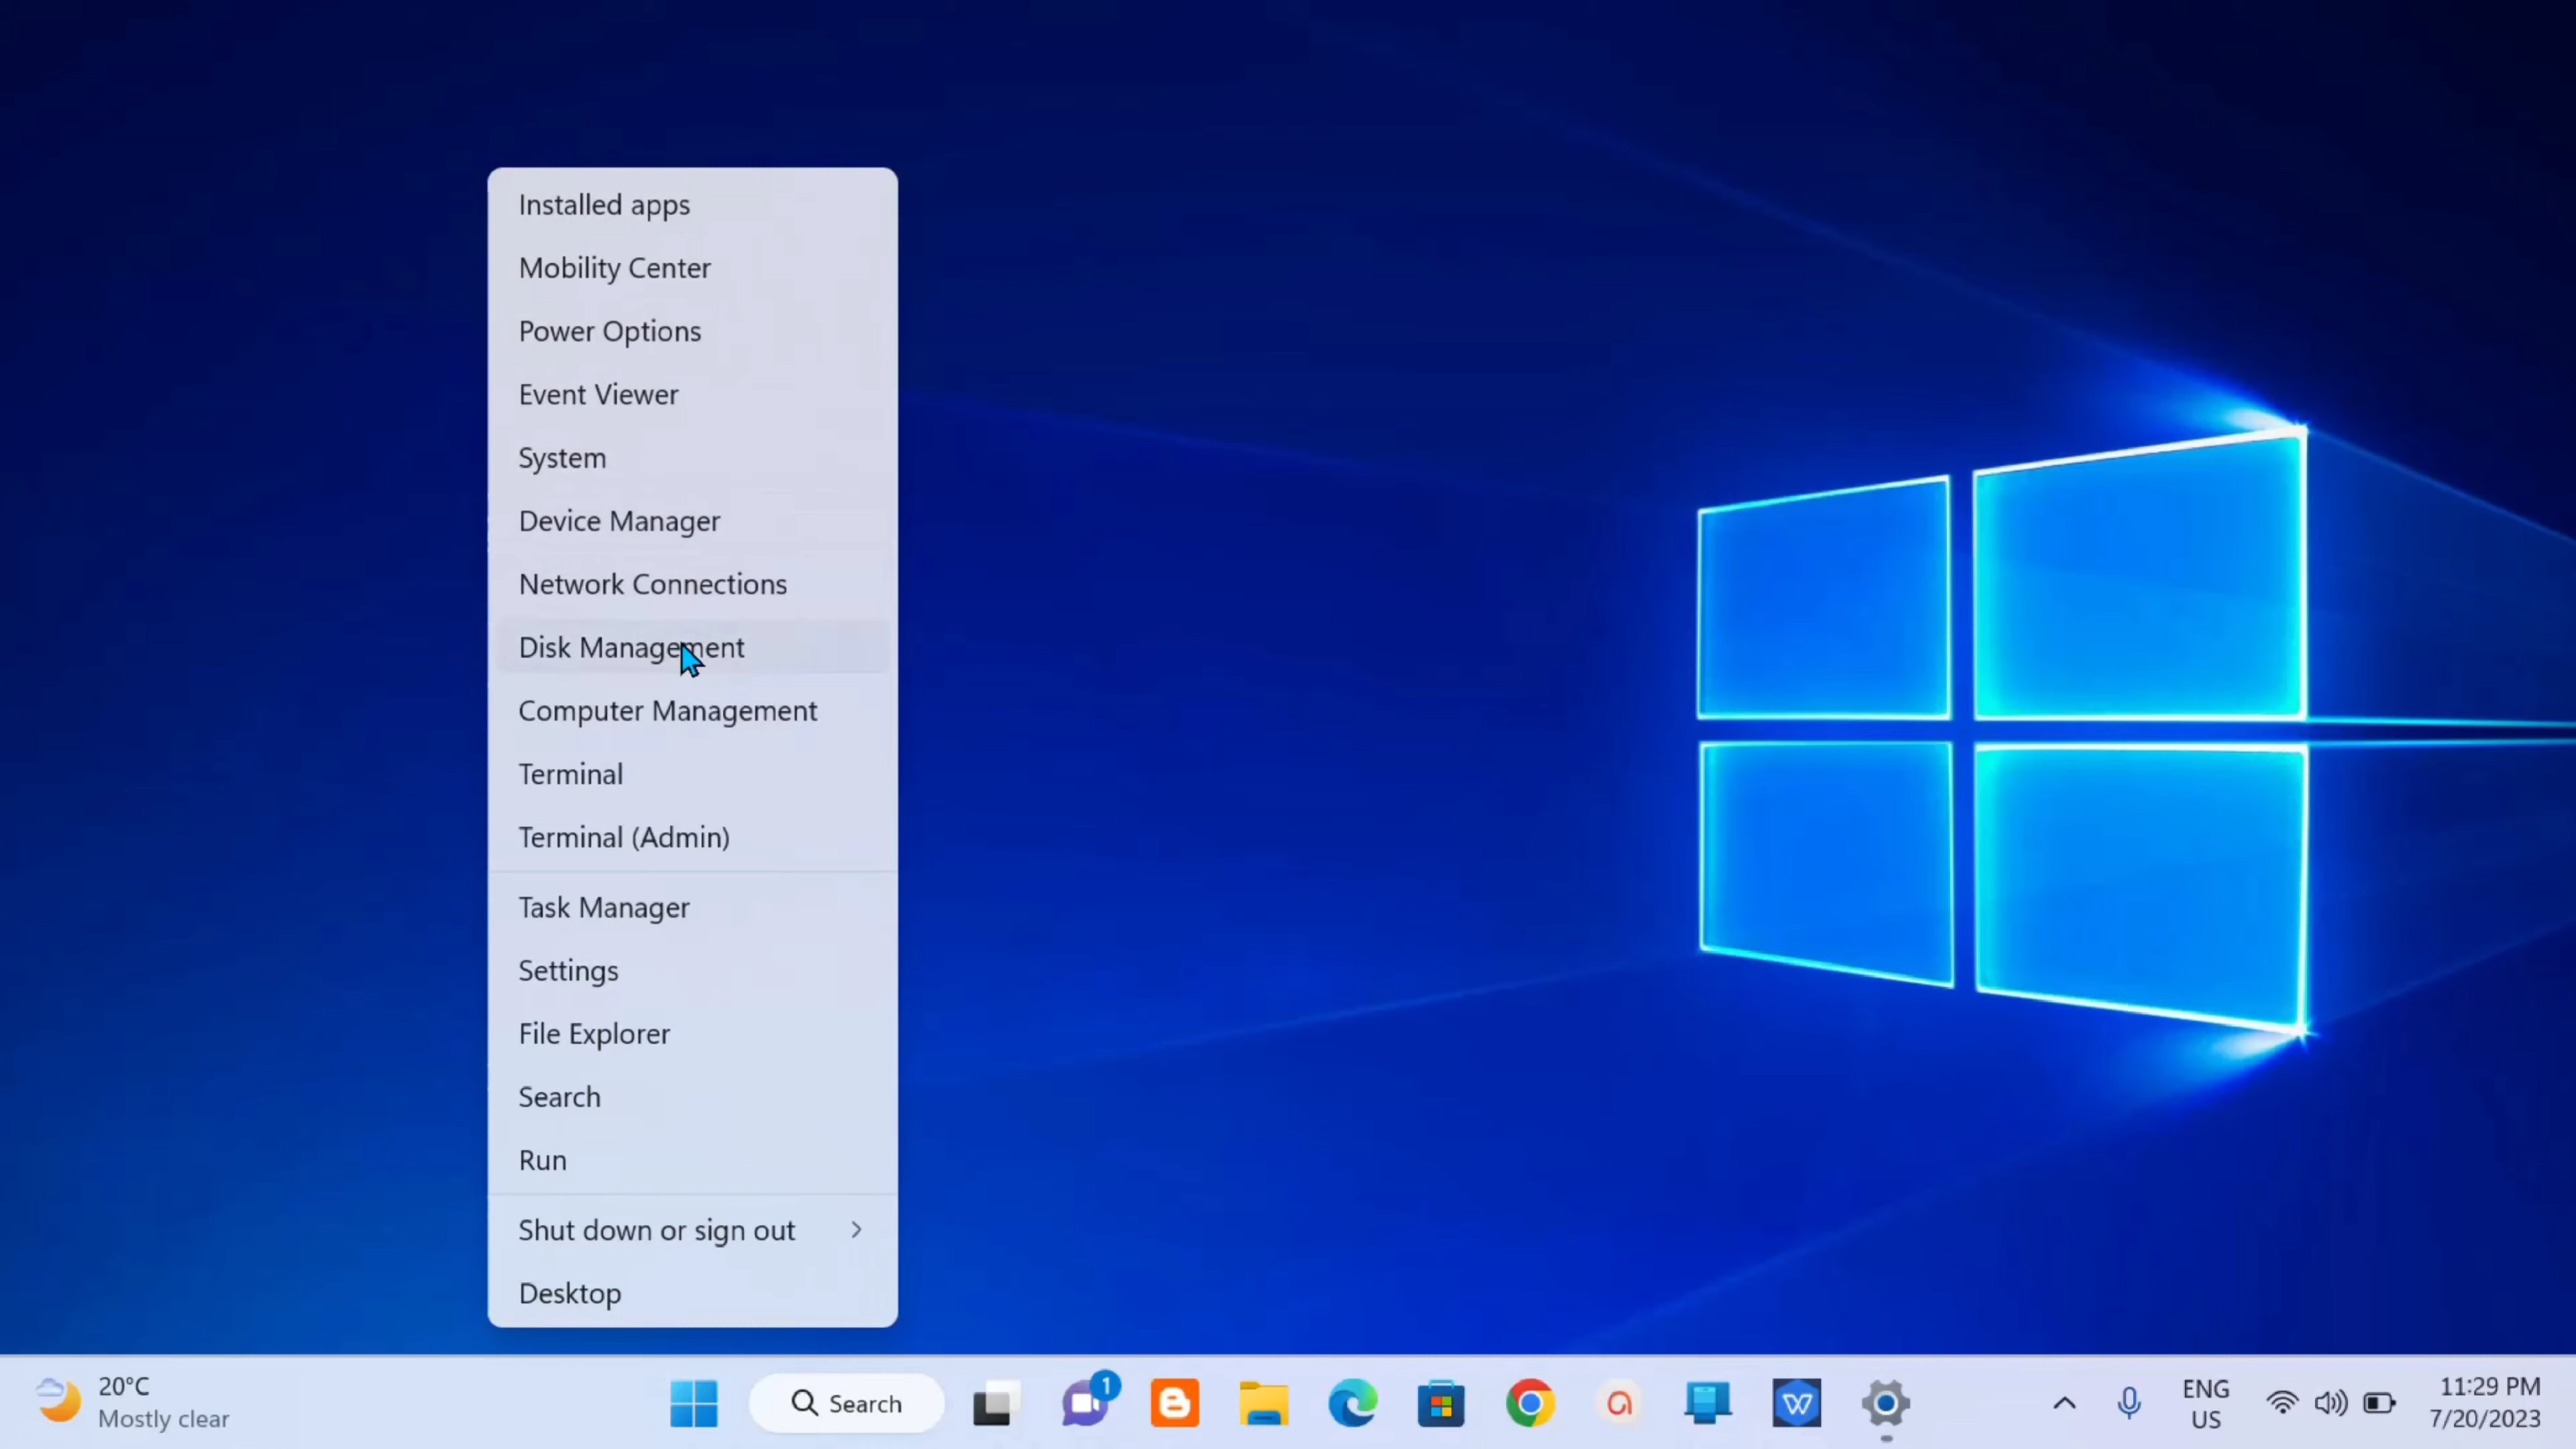 Installed apps
Mobility Center
Power Options
Event Viewer
System
Device Manager
Network Connections
Disk Management
Computer Management
Terminal
Terminal (Admin)
Task Manager
Settings
File Explorer
Search
Run
Shut down or sign out
Desktop
20°C
Mostly clear
Search
1
ENG
US
11:29 PM
7/20/2023